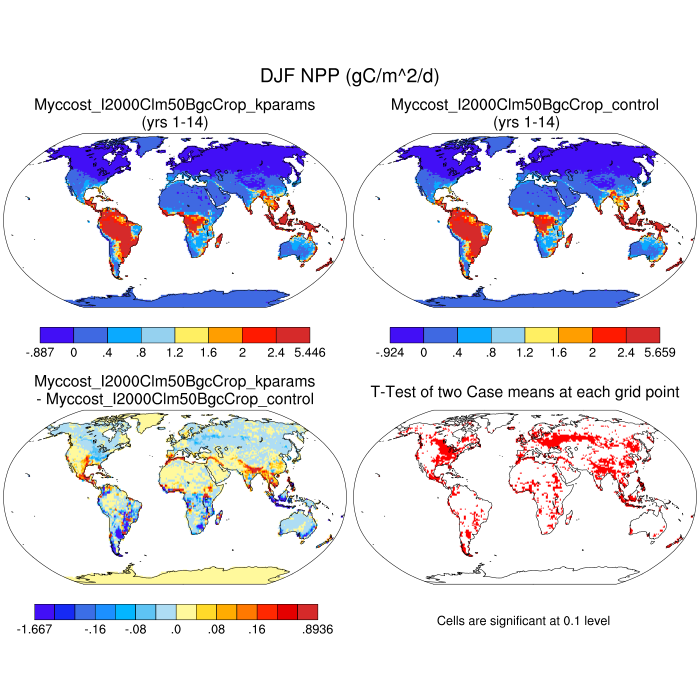 DJF NPP (gC/m^2/d)
Myccost_I2000Clm50BgcCrop_kparams
(yrs 1-14)
Myccost_I2000Clm50BgcCrop_control
(yrs 1-14)
-.887 0 .4 .8 1.2 1.6 2 2.4 5.446
-.924 0 .4 .8 1.2 1.6 2 2.4 5.659
Myccost_I2000Clm50BgcCrop_kparams
- Myccost_I2000Clm50BgcCrop_control
T-Test of two Case means at each grid point
-1.667 -.16 -.08 .0 .08 .16 .8936
Cells are significant at 0.1 level